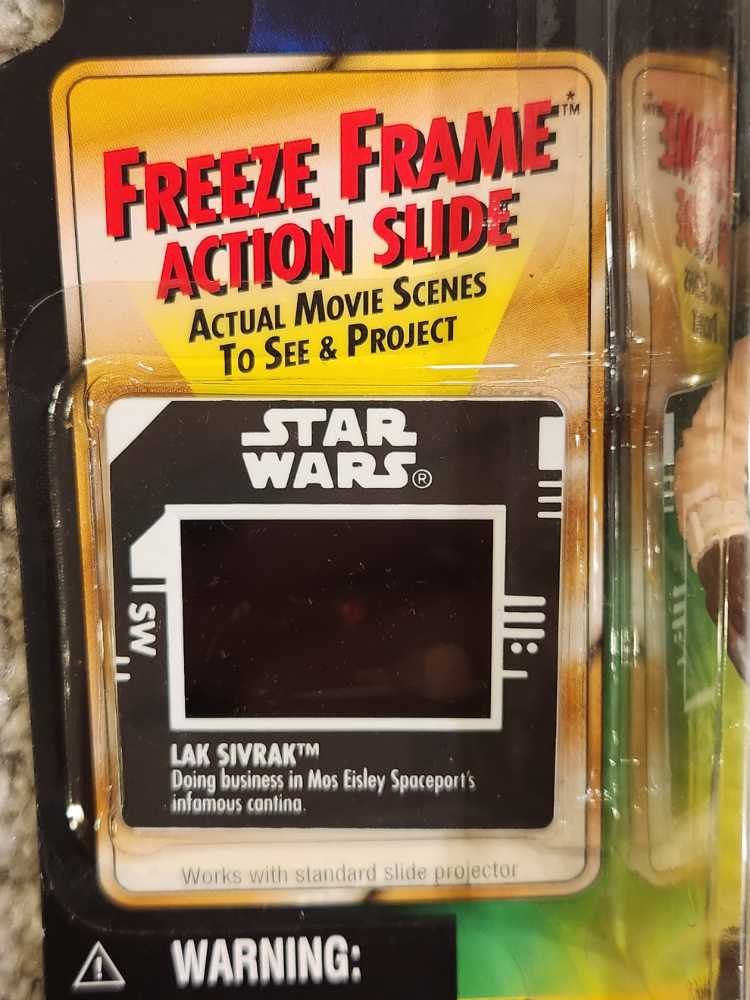 FREEZE FRAME™*
ACTION SLIDE
ACTUAL MOVIE SCENES
TO SEE & PROJECT
STAR
WARS®
SW
LAK SIVRAK™
Doing business in Mos Eisley Spaceport's
infamous cantina.
Works with standard slide projector
WARNING: